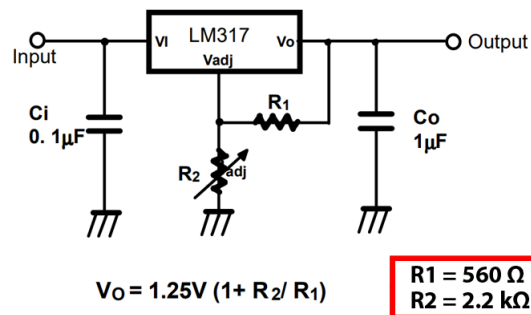 LM317
VI
Vo
Vadj
Input
Output
R1
Ci
0. 1µF
Co
1µF
R2
adj
VO = 1.25V (1+ R2/ R1)
R1 = 560 Ω
R2 = 2.2 kΩ